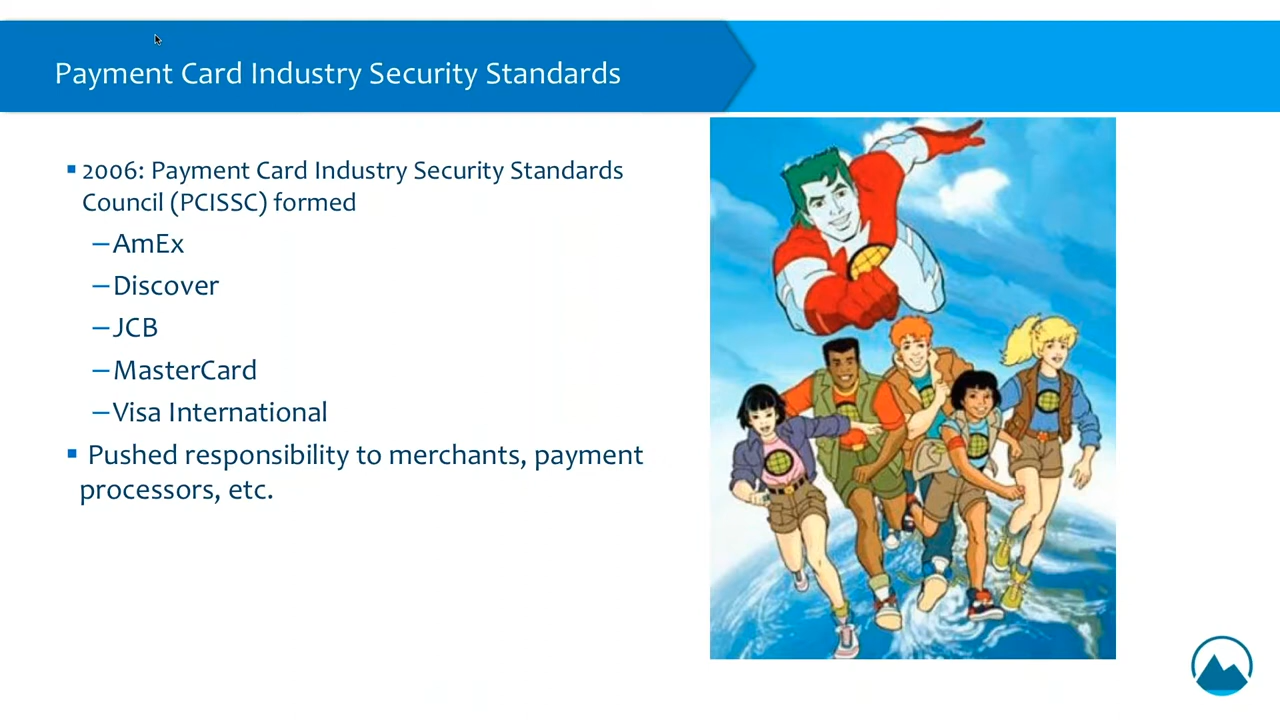 Payment Card Industry Security Standards
2006: Payment Card Industry Security Standards
Council (PCISSC) formed
–AmEx
–Discover
–JCB
–MasterCard
–Visa International
Pushed responsibility to merchants, payment
processors, etc.